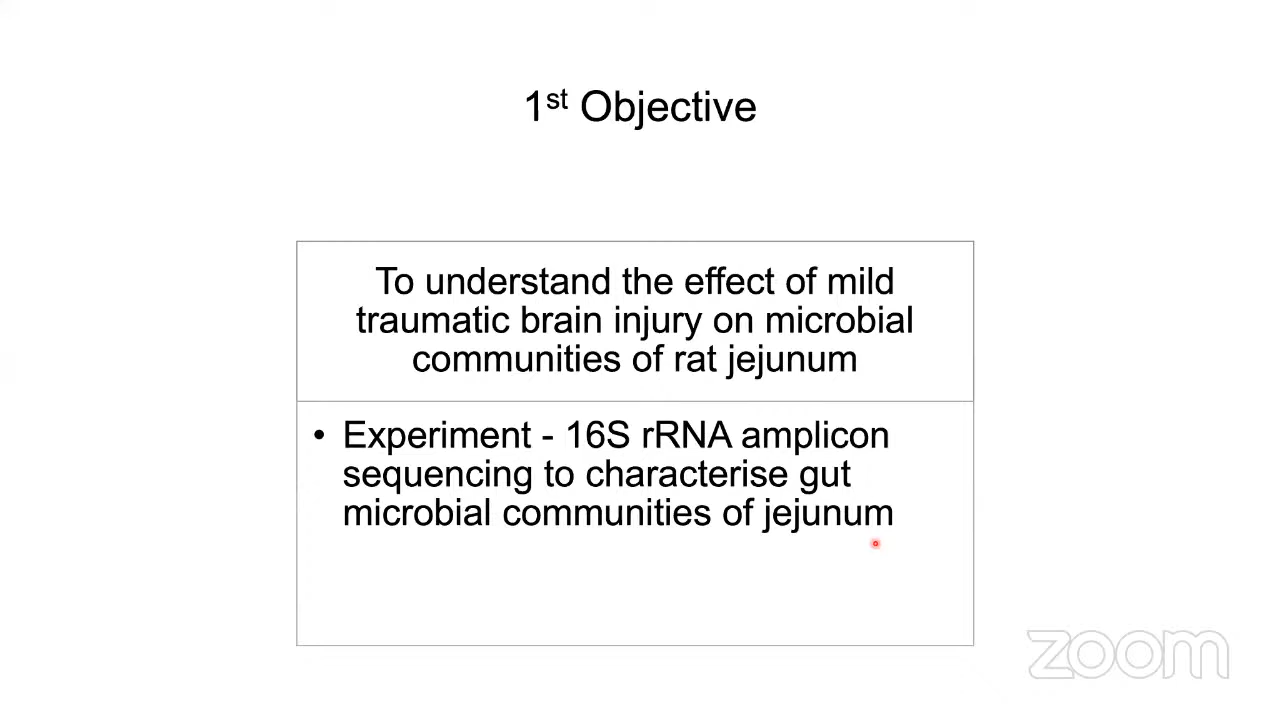 1st Objective
To understand the effect of mild
traumatic brain injury on microbial
communities of rat jejunum
• Experiment - 16S rRNA amplicon
sequencing to characterise gut
microbial communities of jejunum
zoom